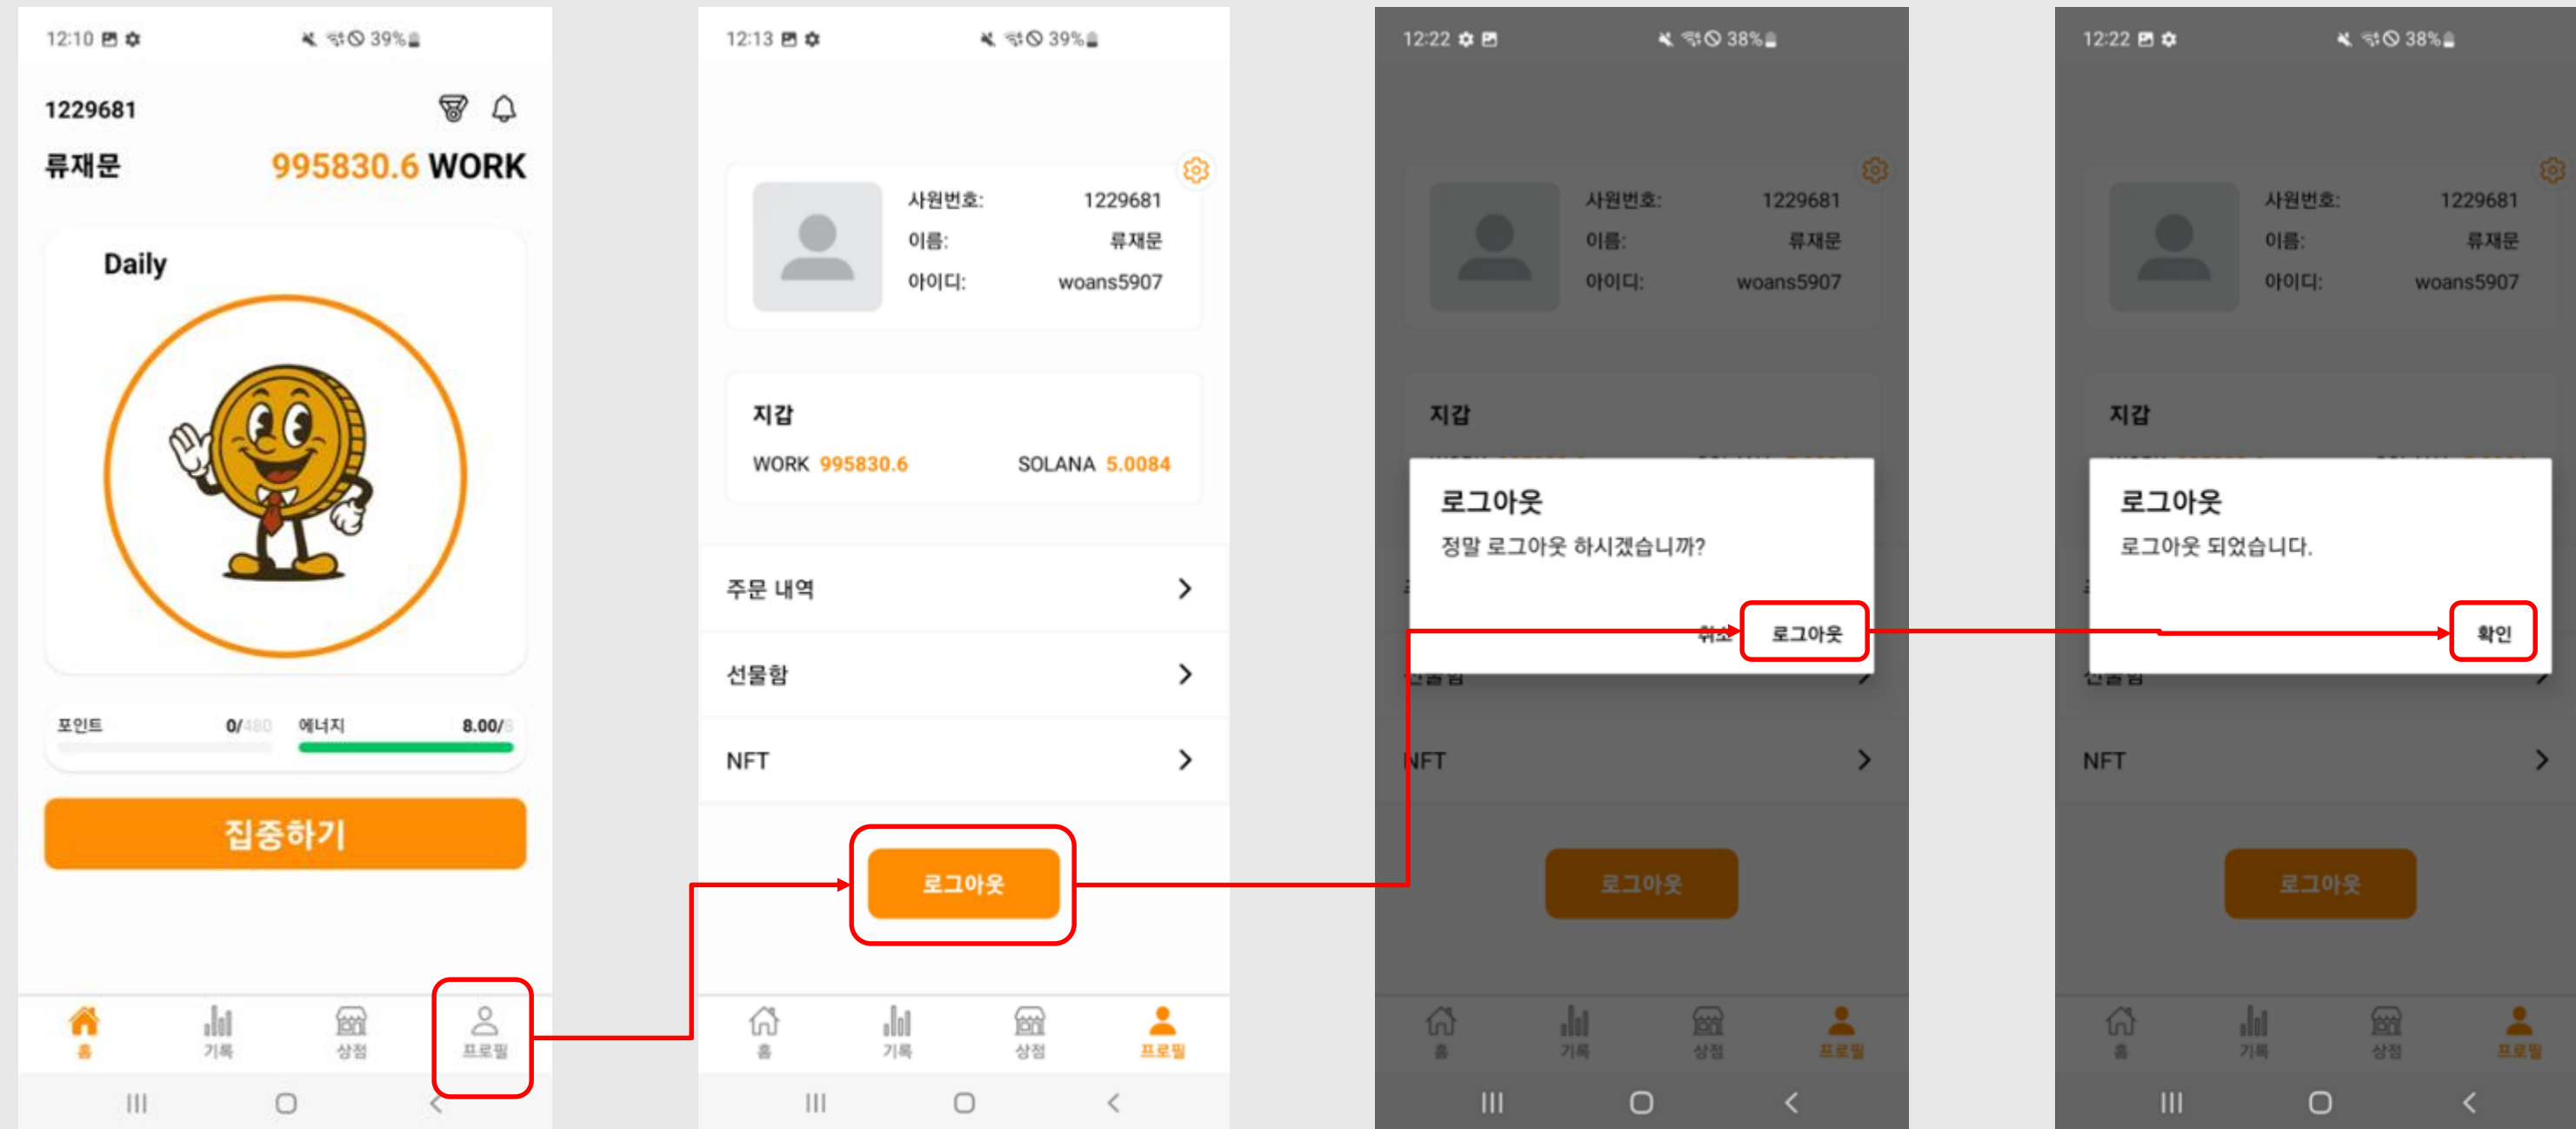 12:10
39%
1229681
류재문
995830.6 WORK
Daily
포인트 0/480 에너지 8.00/8
집중하기
홈 기록 상점 프로필
12:13
39%
사원번호: 1229681
이름: 류재문
아이디: woans5907
지갑
WORK 995830.6 SOLANA 5.0084
주문 내역
선물함
NFT
로그아웃
홈 기록 상점 프로필
12:22
38%
사원번호: 1229681
이름: 류재문
아이디: woans5907
지갑
로그아웃
정말 로그아웃 하시겠습니까?
취소 로그아웃
선물함
NFT
로그아웃
홈 기록 상점 프로필
12:22
38%
사원번호: 1229681
이름: 류재문
아이디: woans5907
지갑
로그아웃
로그아웃 되었습니다.
확인
선물함
NFT
로그아웃
홈 기록 상점 프로필